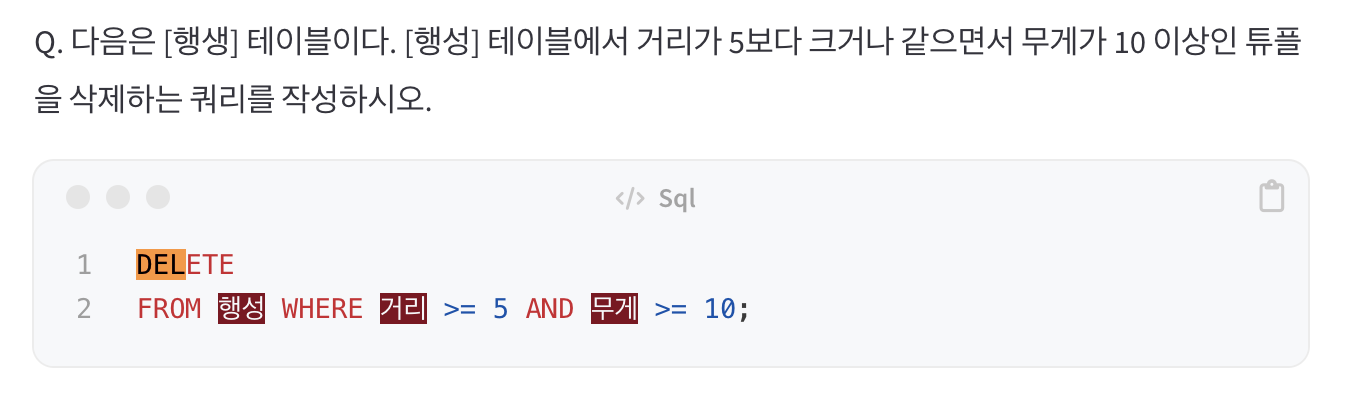 Q. 다음은 [행생] 테이블이다. [행성] 테이블에서 거리가 5보다 크거나 같으면서 무게가 10 이상인 튜플
을 삭제하는 쿼리를 작성하시오.
</> Sql
1 DELETE
2 FROM 행성 WHERE 거리 >= 5 AND 무게 >= 10;